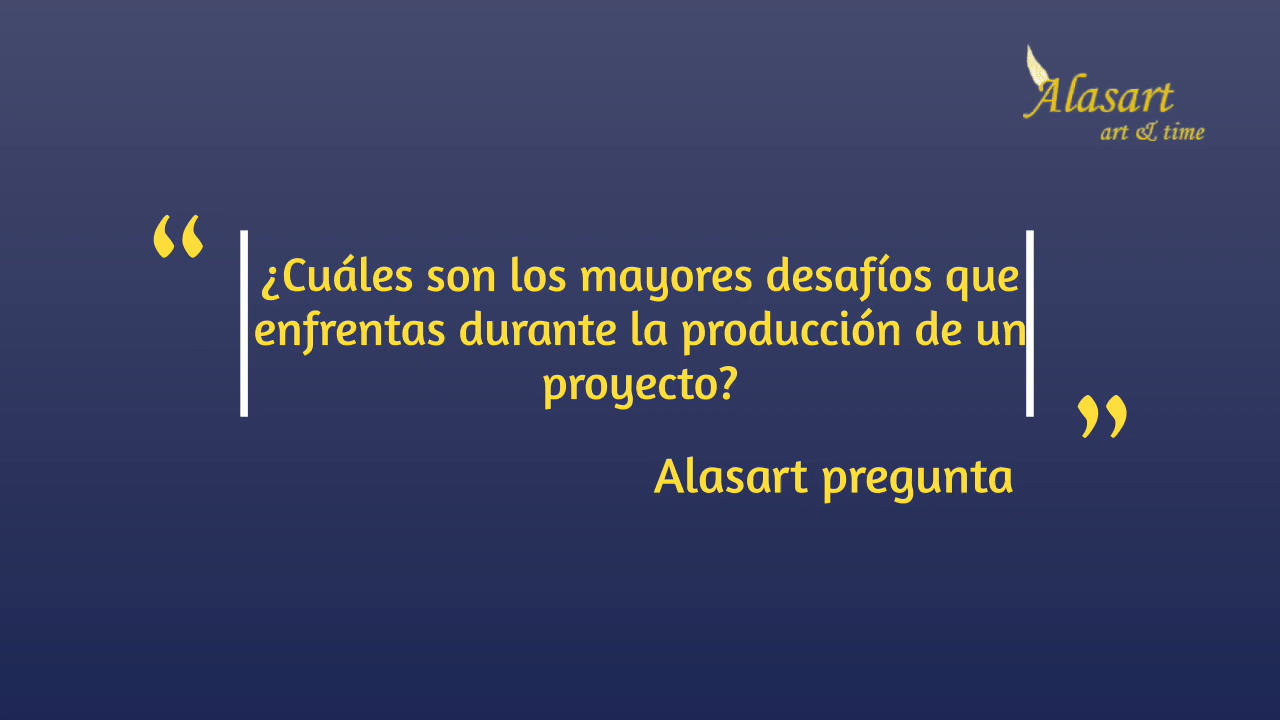 Alasart
art & time
“
¿Cuáles son los mayores desafíos que
enfrentas durante la producción de un
proyecto?
”
Alasart pregunta